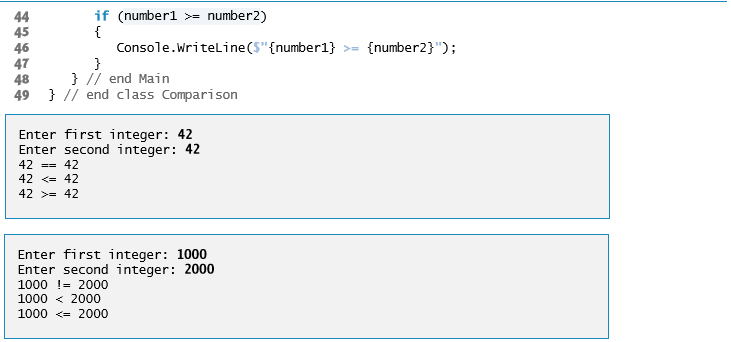 44 if (number1 >= number2)
45 {
46 Console.WriteLine($"{number1} >= {number2}");
47 }
48 } // end Main
49 } // end class Comparison
Enter first integer: 42
Enter second integer: 42
42 == 42
42 <= 42
42 >= 42
Enter first integer: 1000
Enter second integer: 2000
1000 != 2000
1000 < 2000
1000 <= 2000